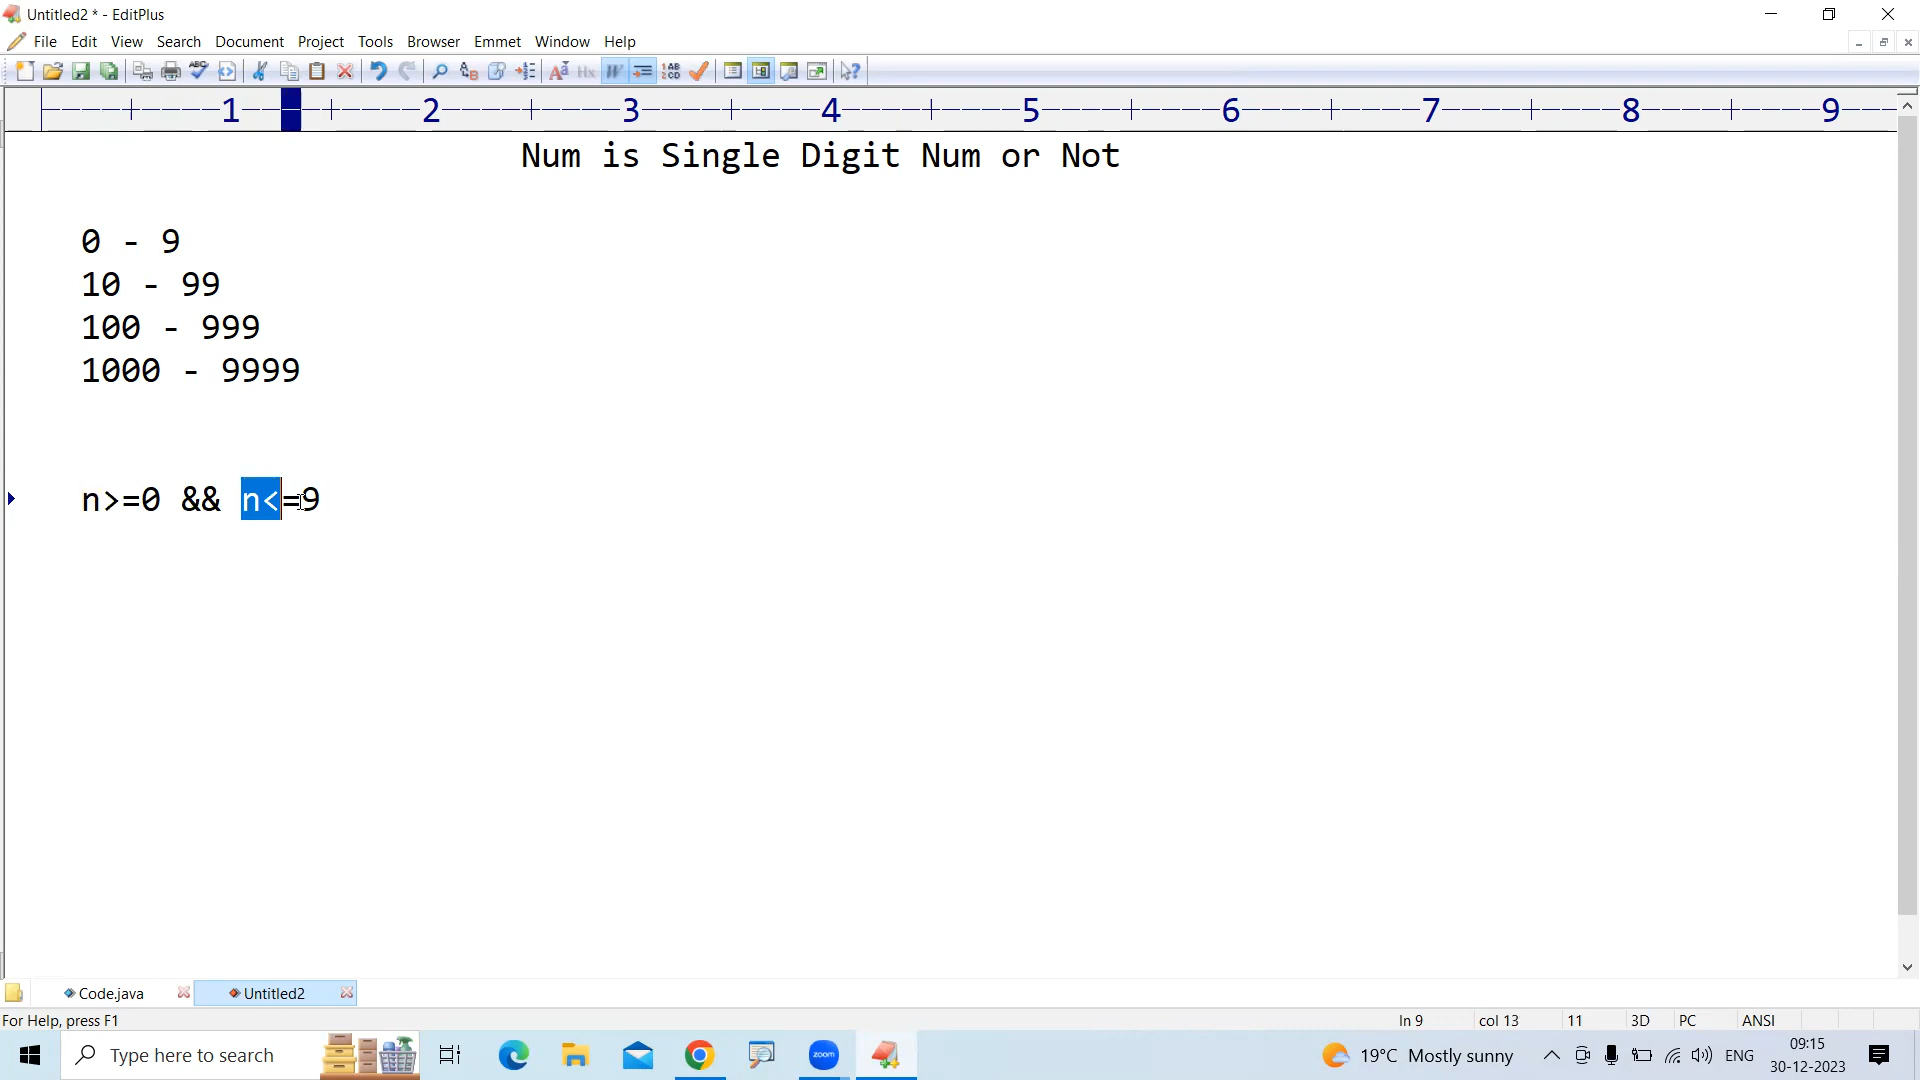 Untitled2 * - EditPlus
File Edit View Search Document Project Tools Browser Emmet Window Help
1 2 3 4 5 6 7 8 9
Num is Single Digit Num or Not
0 - 9
10 - 99
100 - 999
1000 - 9999
n>=0 && n<=9
Code.java Untitled2
For Help, press F1 ln 9 col 13 11 3D PC ANSI
Type here to search zoom 19°C Mostly sunny ENG 09:15
30-12-2023